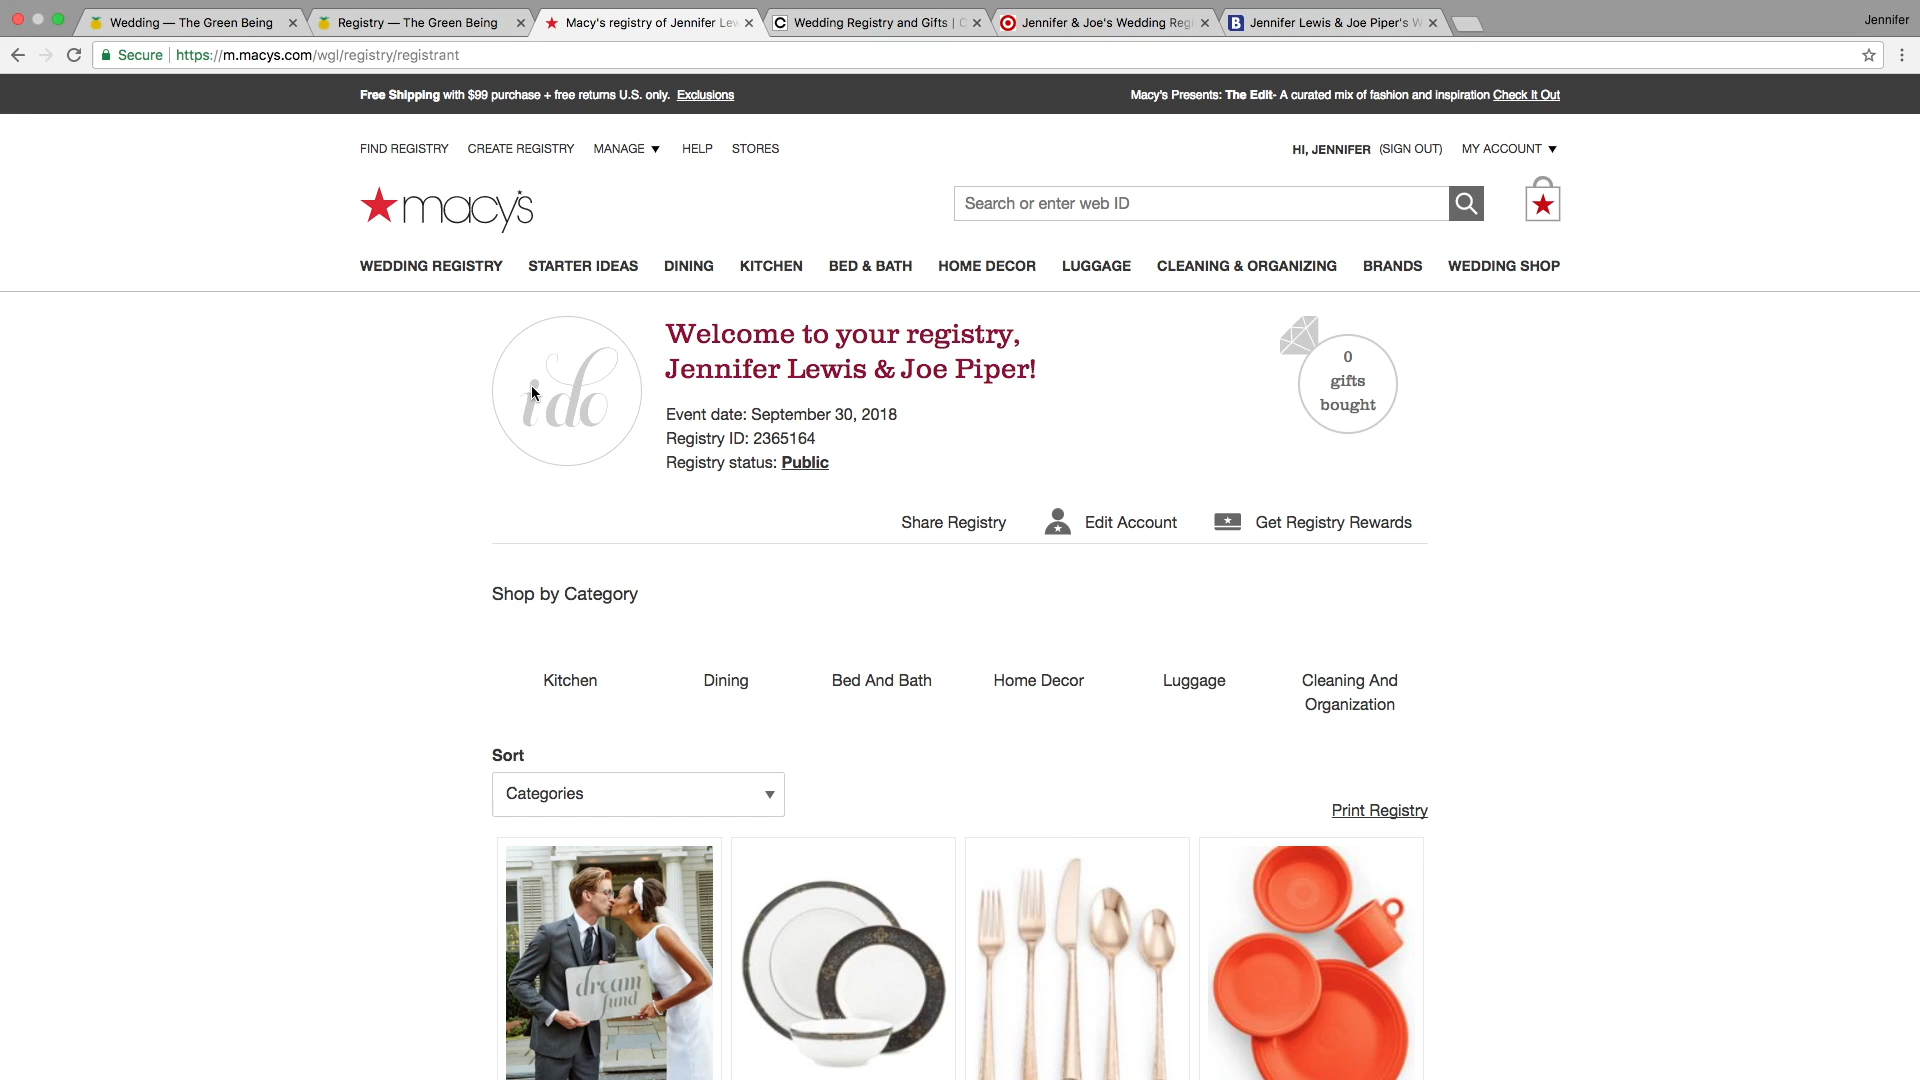 Wedding — The Green Being
Registry — The Green Being
Macy's registry of Jennifer Lew
Wedding Registry and Gifts | C
Jennifer & Joe's Wedding Regi
Jennifer Lewis & Joe Piper's W
Jennifer
Secure
https://m.macys.com/wgl/registry/registrant
Free Shipping with $99 purchase + free returns U.S. only. Exclusions
Macy's Presents: The Edit- A curated mix of fashion and inspiration Check It Out
FIND REGISTRY CREATE REGISTRY MANAGE HELP STORES
HI, JENNIFER (SIGN OUT) MY ACCOUNT
macy's
Search or enter web ID
WEDDING REGISTRY STARTER IDEAS DINING KITCHEN BED & BATH HOME DECOR LUGGAGE CLEANING & ORGANIZING BRANDS WEDDING SHOP
i do
Welcome to your registry,
Jennifer Lewis & Joe Piper!
Event date: September 30, 2018
Registry ID: 2365164
Registry status: Public
0
gifts
bought
Share Registry
Edit Account
Get Registry Rewards
Shop by Category
Kitchen
Dining
Bed And Bath
Home Decor
Luggage
Cleaning And
Organization
Sort
Categories
Print Registry
dream
fund